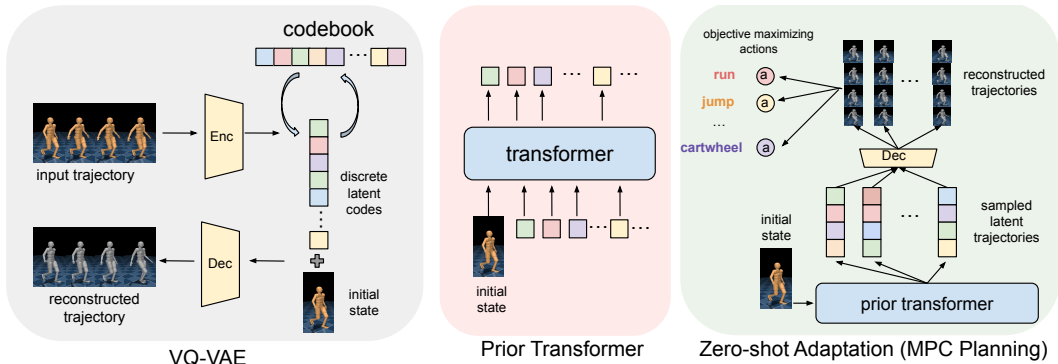 codebook
Enc
input trajectory
discrete
latent
codes
Dec
reconstructed
trajectory
initial
state
VQ-VAE
transformer
initial
state
Prior Transformer
objective maximizing
actions
run
a
jump
a
...
cartwheel
a
reconstructed
trajectories
Dec
sampled
latent
trajectories
initial
state
prior transformer
Zero-shot Adaptation (MPC Planning)